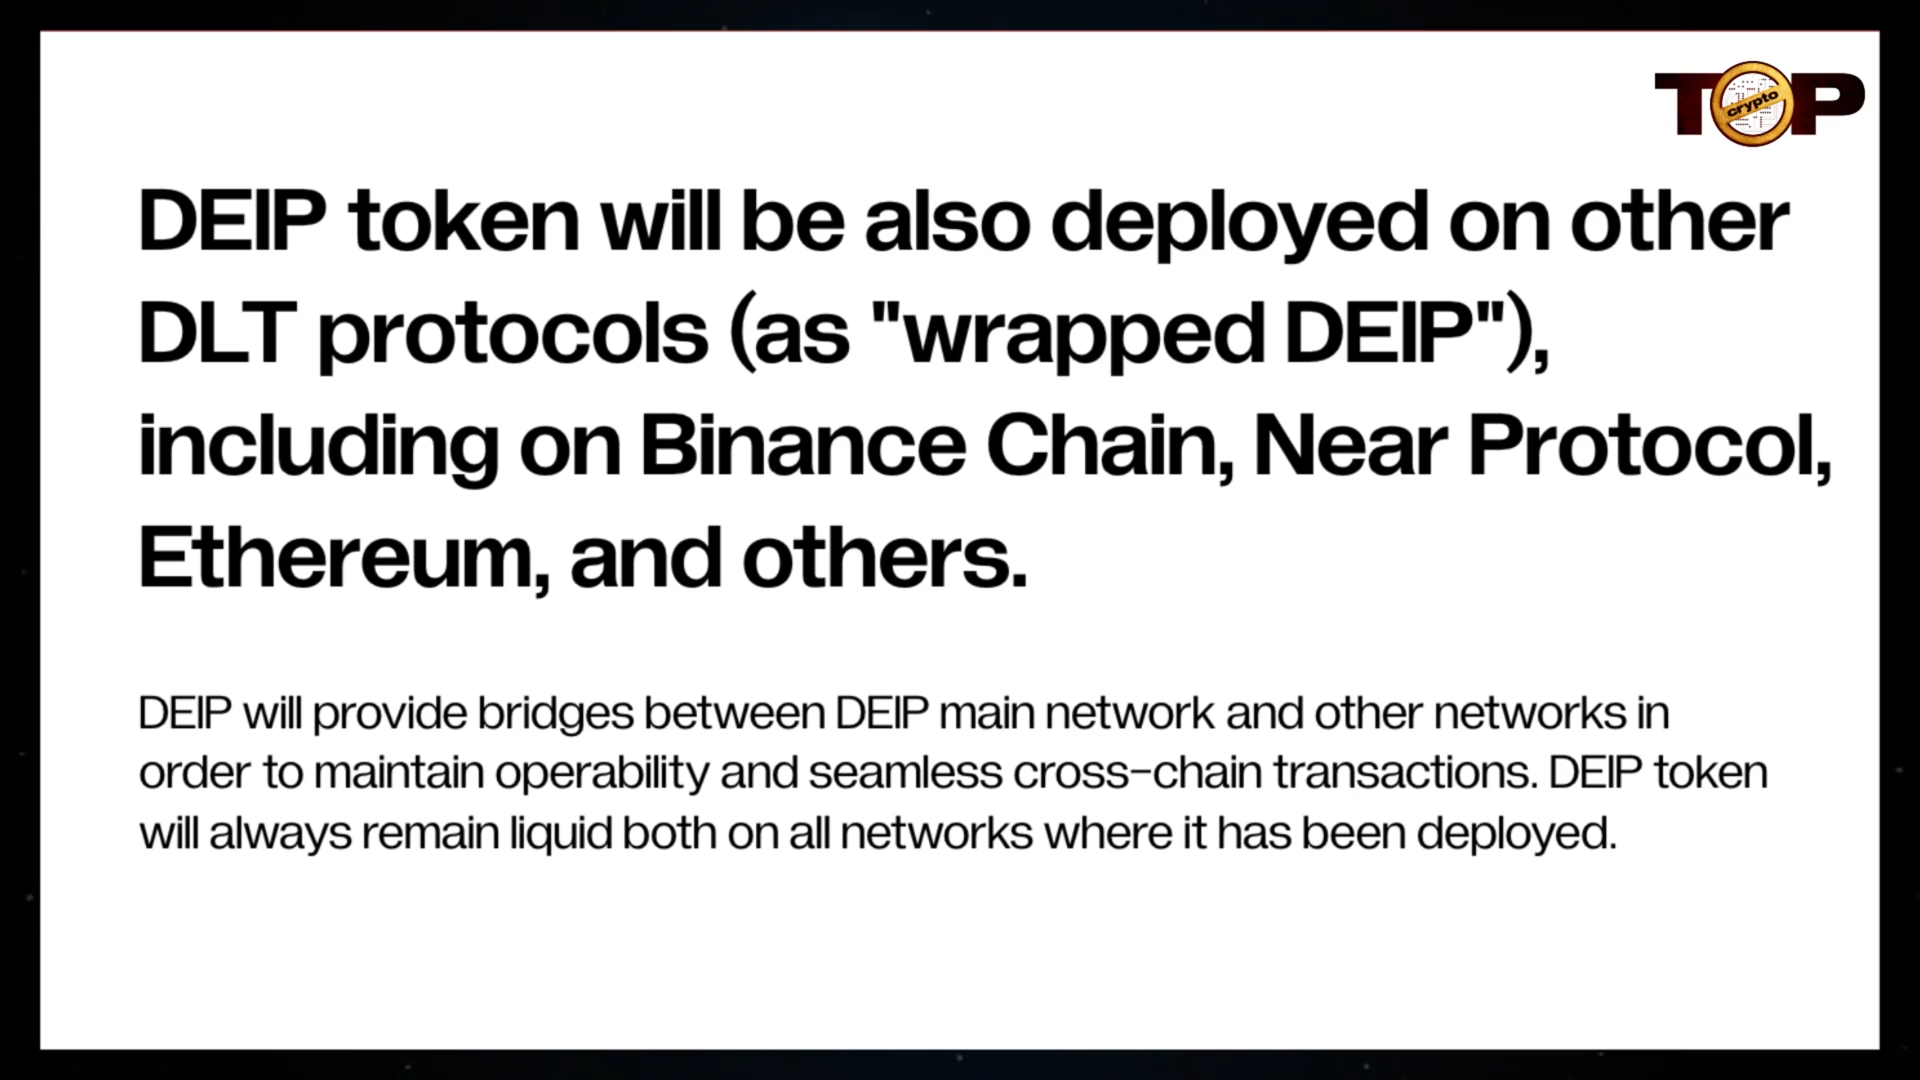 TOP
crypto
DEIP token will be also deployed on other
DLT protocols (as "wrapped DEIP"),
including on Binance Chain, Near Protocol,
Ethereum, and others.
DEIP will provide bridges between DEIP main network and other networks in
order to maintain operability and seamless cross-chain transactions. DEIP token
will always remain liquid both on all networks where it has been deployed.